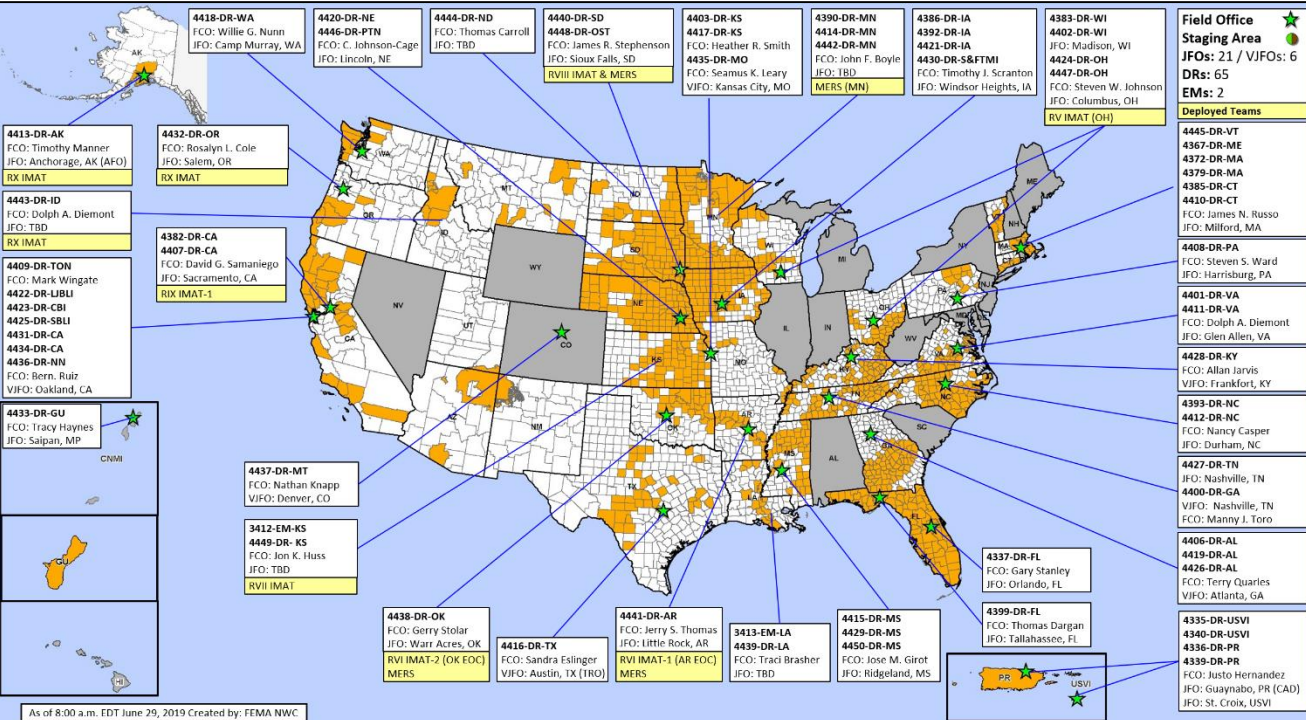 4418-DR-WA
FCO: Willie G. Nunn
JFO: Camp Murray, WA
4420-DR-NE
4446-DR-PTN
FCO: C. Johnson-Cage
JFO: Lincoln, NE
4444-DR-ND
FCO: Thomas Carroll
JFO: TBD
4440-DR-SD
4448-DR-OST
FCO: James R. Stephenson
JFO: Sioux Falls, SD
RVIII IMAT & MERS
4403-DR-KS
4417-DR-KS
FCO: Heather R. Smith
4435-DR-MO
FCO: Seamus K. Leary
VJFO: Kansas City, MO
4390-DR-MN
4414-DR-MN
4442-DR-MN
FCO: John F. Boyle
JFO: TBD
MERS (MN)
4386-DR-IA
4392-DR-IA
4421-DR-IA
4430-DR-S&FTMI
FCO: Timothy J. Scranton
JFO: Windsor Heights, IA
4383-DR-WI
4402-DR-WI
JFO: Madison, WI
4424-DR-OH
4447-DR-OH
FCO: Steven W. Johnson
JFO: Columbus, OH
RV IMAT (OH)
Field Office
Staging Area
JFOs: 21 / VJFOs: 6
DRs: 65
EMs: 2
Deployed Teams
4413-DR-AK
FCO: Timothy Manner
JFO: Anchorage, AK (AFO)
RX IMAT
4432-DR-OR
FCO: Rosalyn L. Cole
JFO: Salem, OR
RX IMAT
4443-DR-ID
FCO: Dolph A. Diemont
JFO: TBD
RX IMAT
4382-DR-CA
4407-DR-CA
FCO: David G. Samaniego
JFO: Sacramento, CA
RIX IMAT-1
4409-DR-TON
FCO: Mark Wingate
4422-DR-LJBLI
4423-DR-CBI
4425-DR-SBLI
4431-DR-CA
4434-DR-CA
4436-DR-NN
FCO: Bern. Ruiz
VJFO: Oakland, CA
4433-DR-GU
FCO: Tracy Haynes
JFO: Saipan, MP
CNMI
GU
HI
4437-DR-MT
FCO: Nathan Knapp
VJFO: Denver, CO
3412-EM-KS
4449-DR- KS
FCO: Jon K. Huss
JFO: TBD
RVII IMAT
4438-DR-OK
FCO: Gerry Stolar
JFO: Warr Acres, OK
RVI IMAT-2 (OK EOC)
MERS
4416-DR-TX
FCO: Sandra Eslinger
VJFO: Austin, TX (TRO)
4441-DR-AR
FCO: Jerry S. Thomas
JFO: Little Rock, AR
RVI IMAT-1 (AR EOC)
MERS
3413-EM-LA
4439-DR-LA
FCO: Traci Brasher
JFO: TBD
4415-DR-MS
4429-DR-MS
4450-DR-MS
FCO: Jose M. Girot
JFO: Ridgeland, MS
4399-DR-FL
FCO: Thomas Dargan
JFO: Tallahassee, FL
4337-DR-FL
FCO: Gary Stanley
JFO: Orlando, FL
4445-DR-VT
4367-DR-ME
4372-DR-MA
4379-DR-MA
4385-DR-CT
4410-DR-CT
FCO: James N. Russo
JFO: Milford, MA
4408-DR-PA
FCO: Steven S. Ward
JFO: Harrisburg, PA
4401-DR-VA
4411-DR-VA
FCO: Dolph A. Diemont
JFO: Glen Allen, VA
4428-DR-KY
FCO: Allan Jarvis
VJFO: Frankfort, KY
4393-DR-NC
4412-DR-NC
FCO: Nancy Casper
JFO: Durham, NC
4427-DR-TN
JFO: Nashville, TN
4400-DR-GA
VJFO: Nashville, TN
FCO: Manny J. Toro
4406-DR-AL
4419-DR-AL
4426-DR-AL
FCO: Terry Quarles
VJFO: Atlanta, GA
4335-DR-USVI
4340-DR-USVI
4336-DR-PR
4339-DR-PR
FCO: Justo Hernandez
JFO: Guaynabo, PR (CAD)
JFO: St. Croix, USVI
AK
WA
OR
ID
MT
ND
SD
MN
WI
MI
NY
ME
NH
MA
CT
NJ
PA
OH
IN
IL
IA
NE
WY
NV
UT
CO
CA
AZ
NM
KS
MO
KY
WV
NC
SC
TN
GA
AL
MS
LA
AR
OK
TX
FL
PR
USVI
As of 8:00 a.m. EDT June 29, 2019 Created by: FEMA NWC